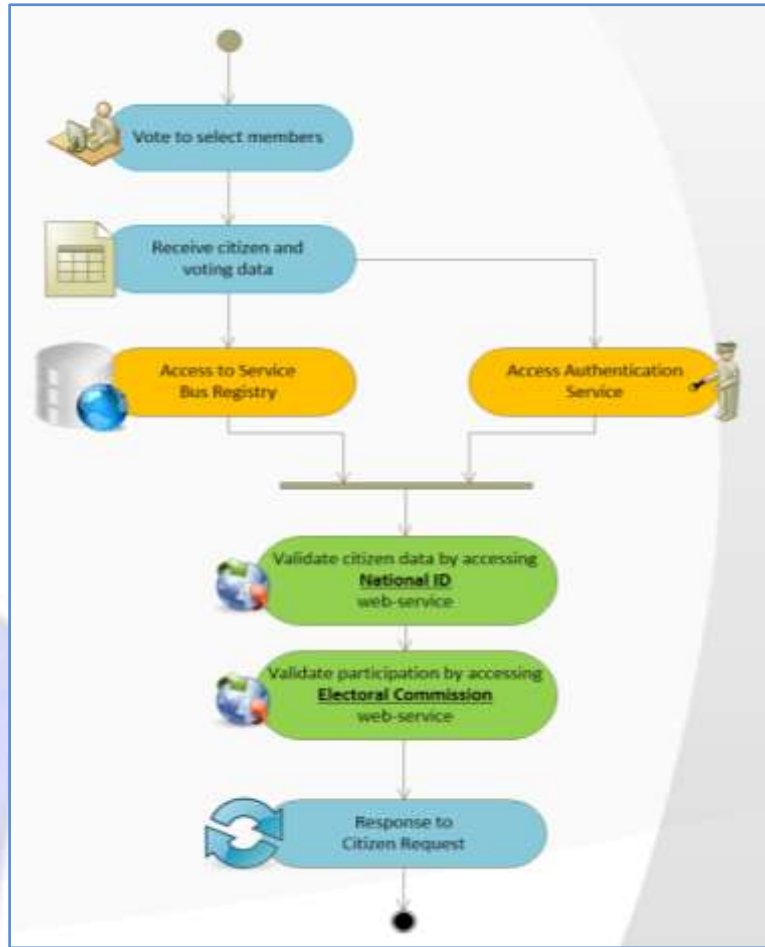 Vote to select members
Receive citizen and
voting data
Access to Service
Bus Registry
Access Authentication
Service
Validate citizen data by accessing
National ID
web-service
Validate participation by accessing
Electoral Commission
web-service
Response to
Citizen Request